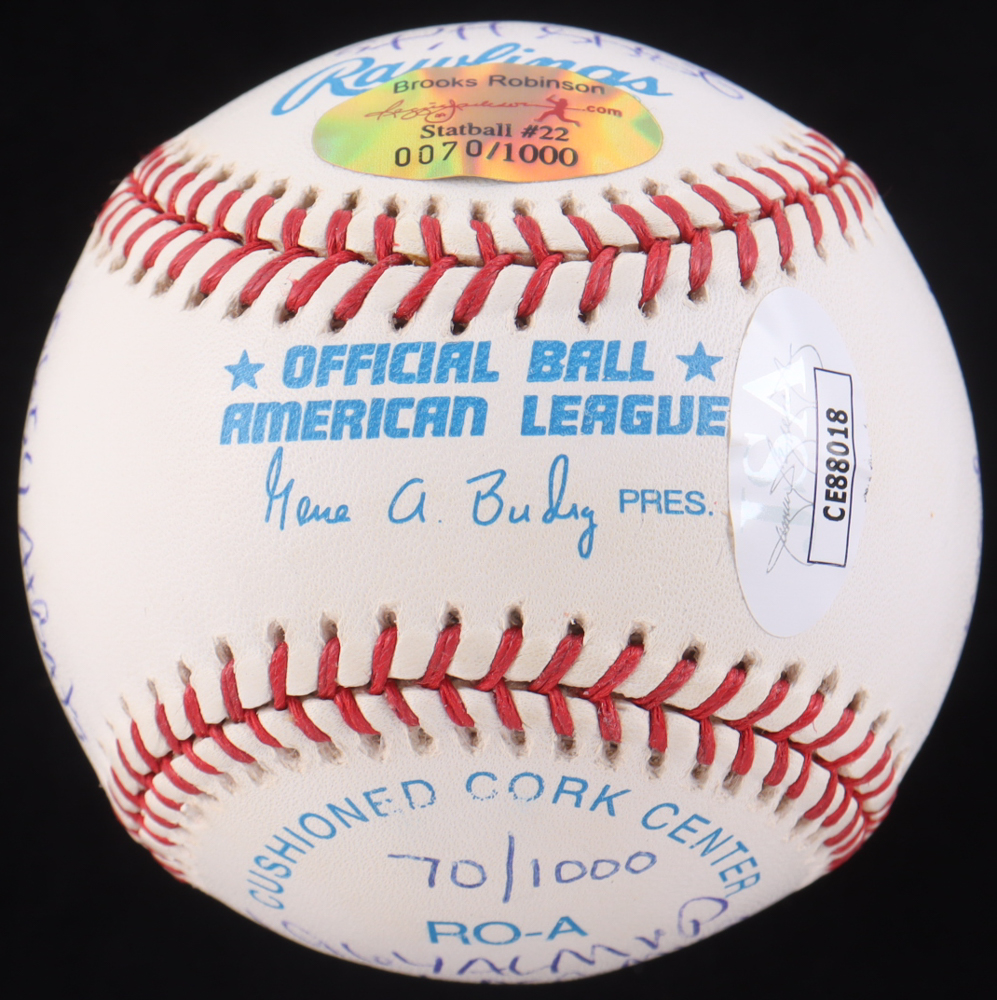 Rawlings
Brooks Robinson
reggiejackson.com
Statball #22
0070/1000
OFFICIAL BALL
AMERICAN LEAGUE
Gene A. Budig PRES.
JSA
CE88018
CUSHIONED CORK CENTER
70/1000
RO-A